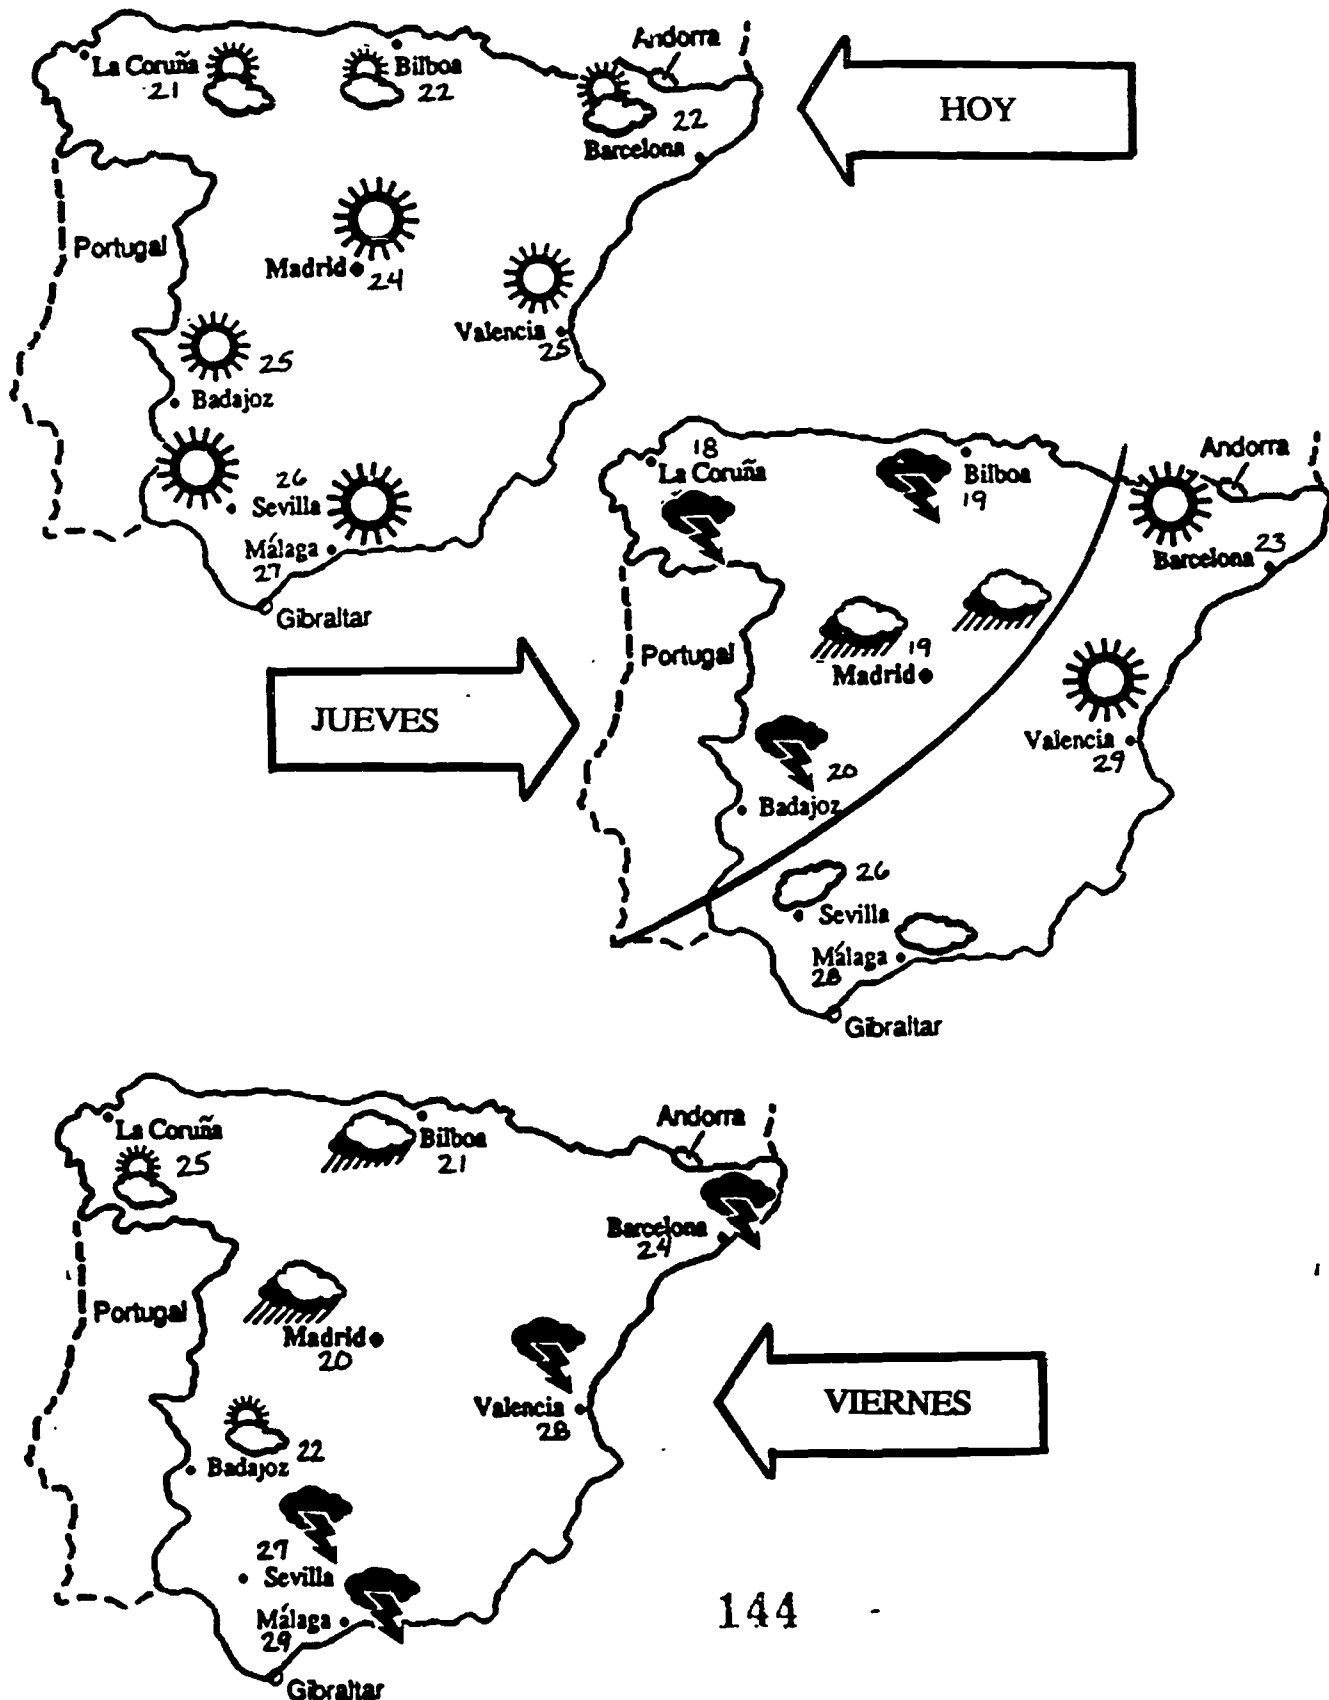 Andorra
La Coruña
21
Bilboa
22
HOY
22
Barcelona
Portugal
Madrid
24
Valencia
25
25
Badajoz
26
Sevilla
Málaga
27
Gibraltar
18
La Coruña
Bilboa
19
Andorra
Barcelona
23
19
Portugal
Madrid
JUEVES
Valencia
29
20
Badajoz
26
Sevilla
Málaga
28
Gibraltar
La Coruña
25
Bilboa
21
Andorra
Barcelona
24
Portugal
Madrid
20
Valencia
28
VIERNES
22
Badajoz
27
Sevilla
Málaga
29
144
Gibraltar